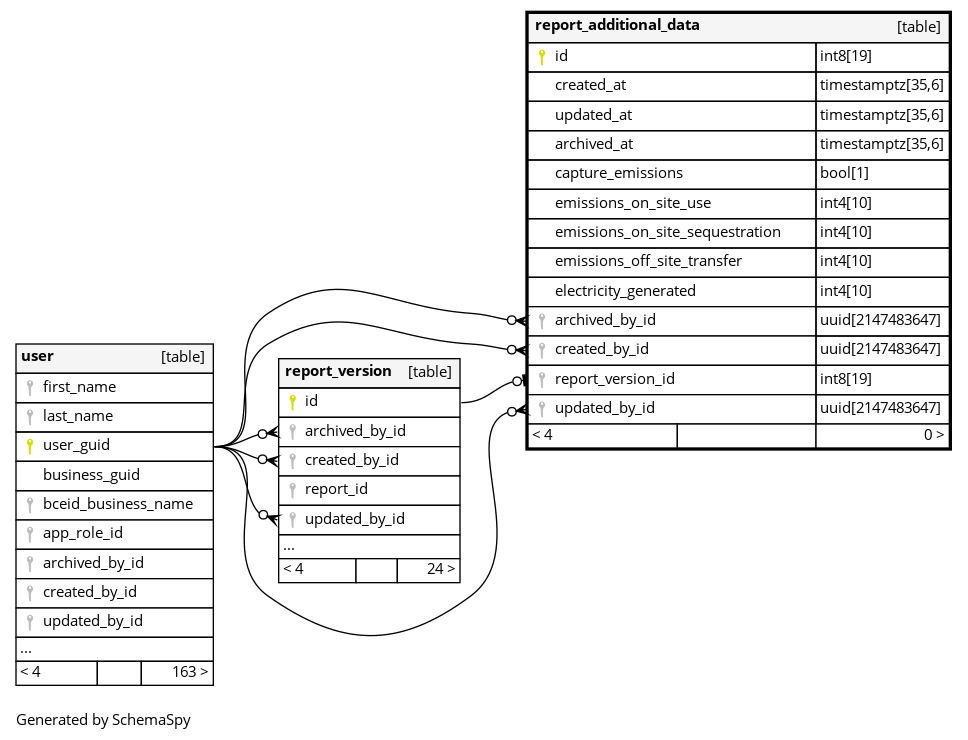 report_additional_data [table]
id int8[19]
created_at timestamptz[35,6]
updated_at timestamptz[35,6]
archived_at timestamptz[35,6]
capture_emissions bool[1]
emissions_on_site_use int4[10]
emissions_on_site_sequestration int4[10]
emissions_off_site_transfer int4[10]
electricity_generated int4[10]
archived_by_id uuid[2147483647]
created_by_id uuid[2147483647]
report_version_id int8[19]
updated_by_id uuid[2147483647]
< 4 0 >
user [table]
first_name
last_name
user_guid
business_guid
bceid_business_name
app_role_id
archived_by_id
created_by_id
updated_by_id
...
< 4 163 >
report_version [table]
id
archived_by_id
created_by_id
report_id
updated_by_id
...
< 4 24 >
Generated by SchemaSpy